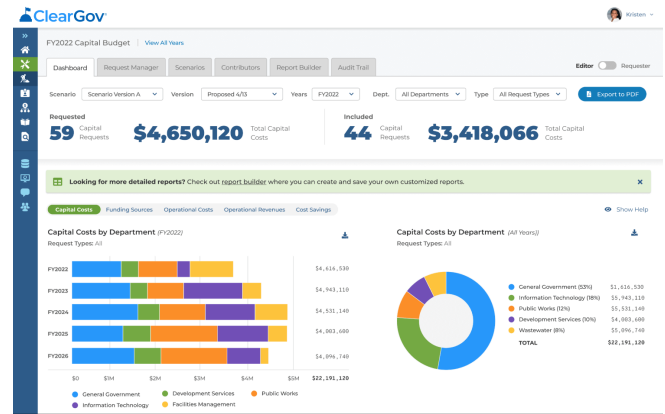 ClearGov
Kristen
FY2022 Capital Budget
View All Years
Dashboard
Request Manager
Scenarios
Contributors
Report Builder
Audit Trail
Editor
Requester
Scenario
Scenario Version A
Version
Proposed 4/13
Years
FY2022
Dept.
All Departments
Type
All Request Types
Export to PDF
Requested
59 Capital Requests
$4,650,120 Total Capital Costs
Included
44 Capital Requests
$3,418,066 Total Capital Costs
Looking for more detailed reports? Check out report builder where you can create and save your own customized reports.
Capital Costs
Funding Sources
Operational Costs
Operational Revenues
Cost Savings
Show Help
Capital Costs by Department (FY2022)
Request Types: All
FY2022 $4,616,530
FY2023 $4,943,110
FY2024 $4,531,140
FY2025 $4,003,600
FY2026 $4,096,740
$0 $1M $2M $3M $4M $5M $22,191,120
General Government
Development Services
Public Works
Information Technology
Facilities Management
Capital Costs by Department (All Years))
Request Types: All
General Government (53%) $1,616,530
Information Technology (18%) $5,943,110
Public Works (12%) $5,531,140
Development Services (10%) $4,003,600
Wastewater (8%) $5,096,740
TOTAL $22,191,120